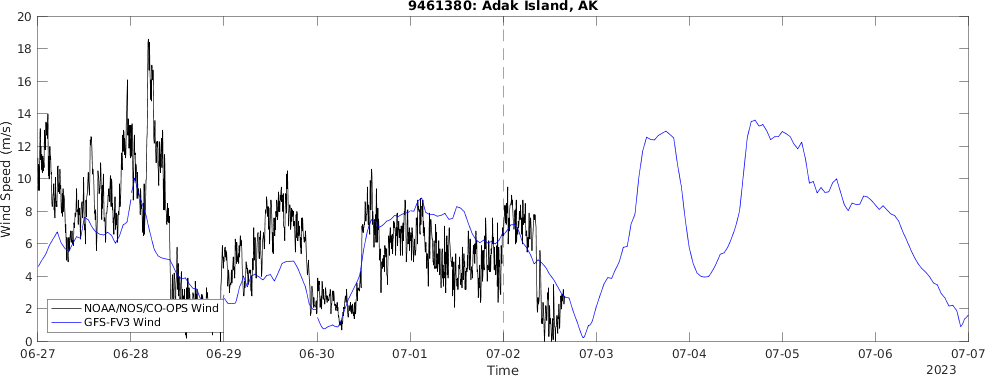 9461380: Adak Island, AK
Wind Speed (m/s)
20
18
16
14
12
10
8
6
4
2
0
NOAA/NOS/CO-OPS Wind
GFS-FV3 Wind
06-27 06-28 06-29 06-30 07-01 07-02 07-03 07-04 07-05 07-06 07-07
Time
2023